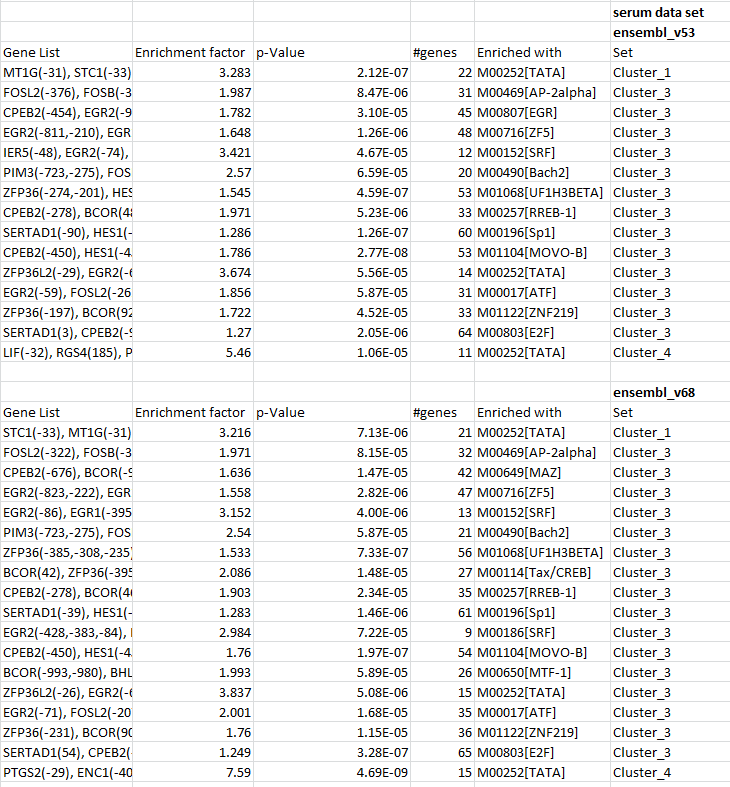 serum data set
ensembl_v53
Gene List Enrichment factor p-Value #genes Enriched with Set
MT1G(-31), STC1(-33) 3.283 2.12E-07 22 M00252[TATA] Cluster_1
FOSL2(-376), FOSB(-3 1.987 8.47E-06 31 M00469[AP-2alpha] Cluster_3
CPEB2(-454), EGR2(-9 1.782 3.10E-05 45 M00807[EGR] Cluster_3
EGR2(-811,-210), EGR 1.648 1.26E-06 48 M00716[ZF5] Cluster_3
IER5(-48), EGR2(-74), 3.421 4.67E-05 12 M00152[SRF] Cluster_3
PIM3(-723,-275), FOS 2.57 6.59E-05 20 M00490[Bach2] Cluster_3
ZFP36(-274,-201), HES 1.545 4.59E-07 53 M01068[UF1H3BETA] Cluster_3
CPEB2(-278), BCOR(48 1.971 5.23E-06 33 M00257[RREB-1] Cluster_3
SERTAD1(-90), HES1(- 1.286 1.26E-07 60 M00196[Sp1] Cluster_3
CPEB2(-450), HES1(-4 1.786 2.77E-08 53 M01104[MOVO-B] Cluster_3
ZFP36L2(-29), EGR2(-6 3.674 5.56E-05 14 M00252[TATA] Cluster_3
EGR2(-59), FOSL2(-26 1.856 5.87E-05 31 M00017[ATF] Cluster_3
ZFP36(-197), BCOR(92 1.722 4.52E-05 33 M01122[ZNF219] Cluster_3
SERTAD1(3), CPEB2(-9 1.27 2.05E-06 64 M00803[E2F] Cluster_3
LIF(-32), RGS4(185), P 5.46 1.06E-05 11 M00252[TATA] Cluster_4
ensembl_v68
Gene List Enrichment factor p-Value #genes Enriched with Set
STC1(-33), MT1G(-31) 3.216 7.13E-06 21 M00252[TATA] Cluster_1
FOSL2(-322), FOSB(-3 1.971 8.15E-05 32 M00469[AP-2alpha] Cluster_3
CPEB2(-676), BCOR(-9 1.636 1.47E-05 42 M00649[MAZ] Cluster_3
EGR2(-823,-222), EGR 1.558 2.82E-06 47 M00716[ZF5] Cluster_3
EGR2(-86), EGR1(-395 3.152 4.00E-06 13 M00152[SRF] Cluster_3
PIM3(-723,-275), FOS 2.54 5.87E-05 21 M00490[Bach2] Cluster_3
ZFP36(-385,-308,-235) 1.533 7.33E-07 56 M01068[UF1H3BETA] Cluster_3
BCOR(42), ZFP36(-395 2.086 1.48E-05 27 M00114[Tax/CREB] Cluster_3
CPEB2(-278), BCOR(40 1.903 2.34E-05 35 M00257[RREB-1] Cluster_3
SERTAD1(-39), HES1(- 1.283 1.46E-06 61 M00196[Sp1] Cluster_3
EGR2(-428,-383,-84), 2.984 7.22E-05 9 M00186[SRF] Cluster_3
CPEB2(-450), HES1(-4 1.76 1.97E-07 54 M01104[MOVO-B] Cluster_3
BCOR(-993,-980), BHL 1.993 5.89E-05 26 M00650[MTF-1] Cluster_3
ZFP36L2(-26), EGR2(-6 3.837 5.08E-06 15 M00252[TATA] Cluster_3
EGR2(-71), FOSL2(-20 2.001 1.68E-05 35 M00017[ATF] Cluster_3
ZFP36(-231), BCOR(90 1.76 1.15E-05 36 M01122[ZNF219] Cluster_3
SERTAD1(54), CPEB2( 1.249 3.28E-07 65 M00803[E2F] Cluster_3
PTGS2(-29), ENC1(-40 7.59 4.69E-09 15 M00252[TATA] Cluster_4